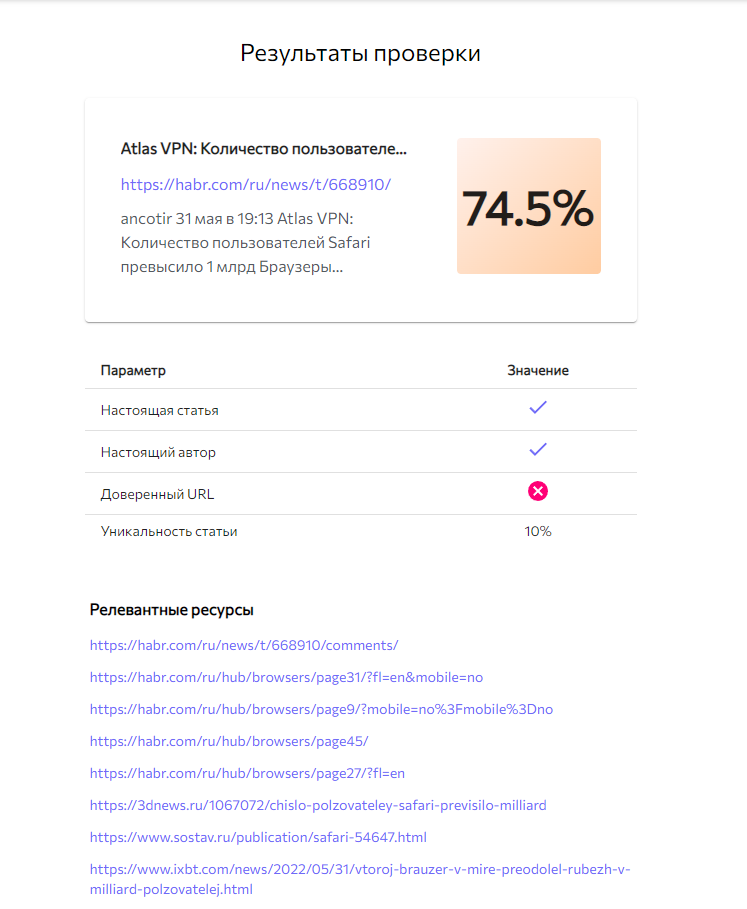 Результаты проверки
Atlas VPN: Количество пользователе...
https://habr.com/ru/news/t/668910/
ancotir 31 мая в 19:13 Atlas VPN:
Количество пользователей Safari
превысило 1 млрд Браузеры...
74.5%
Параметр Значение
Настоящая статья
Настоящий автор
Доверенный URL
Уникальность статьи 10%
Релевантные ресурсы
https://habr.com/ru/news/t/668910/comments/
https://habr.com/ru/hub/browsers/page31/?fl=en&mobile=no
https://habr.com/ru/hub/browsers/page9/?mobile=no%3Fmobile%3Dno
https://habr.com/ru/hub/browsers/page45/
https://habr.com/ru/hub/browsers/page27/?fl=en
https://3dnews.ru/1067072/chislo-polzovateley-safari-previsilo-milliard
https://www.sostav.ru/publication/safari-54647.html
https://www.ixbt.com/news/2022/05/31/vtoroj-brauzer-v-mire-preodolel-rubezh-v-
milliard-polzovatelej.html